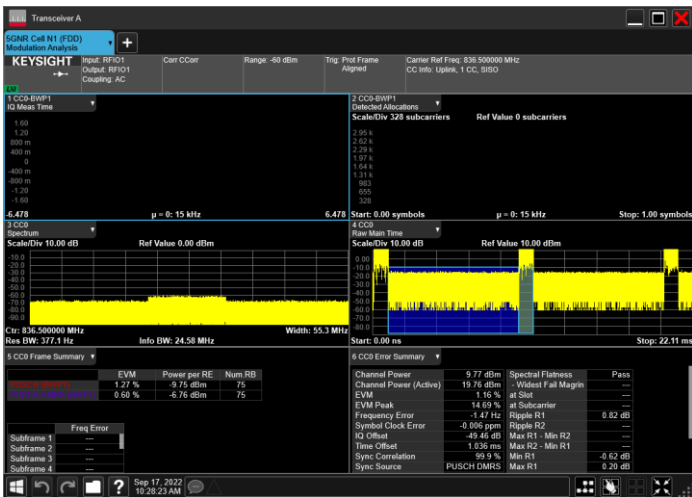 Transceiver A
5GNR Cell N1 (FDD)
Modulation Analysis
+
KEYSIGHT
Input: RFIO1
Output: RFIO1
Coupling: AC
Corr CCorr
Range: -60 dBm
Trig: Prot Frame
Aligned
Carrier Ref Freq: 836.500000 MHz
CC Info: Uplink, 1 CC, SISO
1 CC0-BWP1
IQ Meas Time
1.60
1.20
800 m
400 m
0
-400 m
-800 m
-1.20
-1.60
-6.478
µ = 0: 15 kHz
6.478
2 CC0-BWP1
Detected Allocations
Scale/Div 328 subcarriers
Ref Value 0 subcarriers
2.95 k
2.62 k
2.29 k
1.97 k
1.64 k
1.31 k
983
655
328
Start: 0.00 symbols
µ = 0: 15 kHz
Stop: 1.00 symbols
3 CC0
Spectrum
Scale/Div 10.00 dB
Ref Value 0.00 dBm
-10.0
-20.0
-30.0
-40.0
-50.0
-60.0
-70.0
-80.0
-90.0
Ctr: 836.500000 MHz
Width: 55.3 MHz
Res BW: 377.1 Hz
Info BW: 24.58 MHz
4 CC0
Raw Main Time
Scale/Div 10.00 dB
Ref Value 10.00 dBm
0.00
-10.0
-20.0
-30.0
-40.0
-50.0
-60.0
-70.0
-80.0
Start: 0.00 ns
Stop: 22.11 ms
5 CC0 Frame Summary
EVM Power per RE Num RB
1.27 % -9.75 dBm 75
0.60 % -6.76 dBm 75
Freq Error
Subframe 1 ---
Subframe 2 ---
Subframe 3 ---
Subframe 4 ---
6 CC0 Error Summary
Channel Power 9.77 dBm Spectral Flatness Pass
Channel Power (Active) 19.76 dBm - Widest Fail Magrin ---
EVM 1.16 % at Slot ---
EVM Peak 14.69 % at Subcarrier ---
Frequency Error -1.47 Hz Ripple R1 0.82 dB
Symbol Clock Error -0.006 ppm Ripple R2 ---
IQ Offset -49.46 dB Max R1 - Min R2 ---
Time Offset 1.036 ms Max R2 - Min R1 ---
Sync Correlation 99.9 % Min R1 -0.62 dB
Sync Source PUSCH DMRS Max R1 0.20 dB
?
Sep 17, 2022
10:28:23 AM